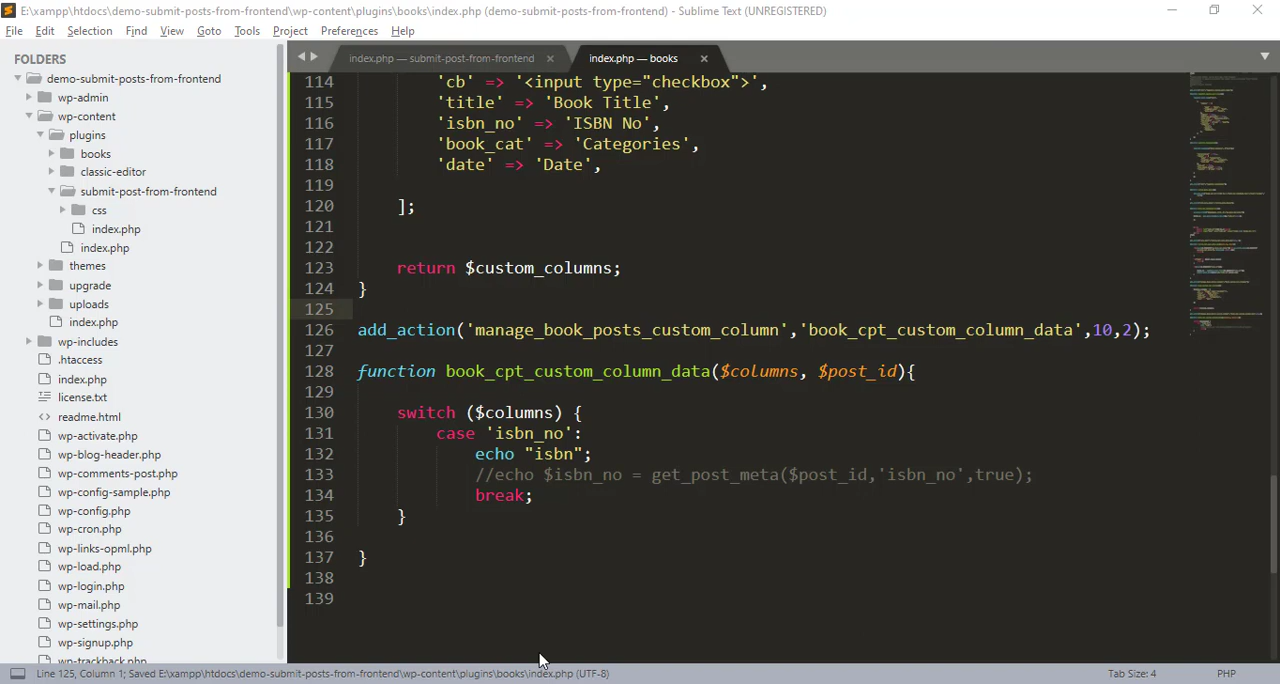 E:\xampp\htdocs\demo-submit-posts-from-frontend\wp-content\plugins\books\index.php (demo-submit-posts-from-frontend) - Sublime Text (UNREGISTERED)
File Edit Selection Find View Goto Tools Project Preferences Help
FOLDERS
demo-submit-posts-from-frontend
wp-admin
wp-content
plugins
books
classic-editor
submit-post-from-frontend
css
index.php
index.php
themes
upgrade
uploads
index.php
wp-includes
.htaccess
index.php
license.txt
readme.html
wp-activate.php
wp-blog-header.php
wp-comments-post.php
wp-config-sample.php
wp-config.php
wp-cron.php
wp-links-opml.php
wp-load.php
wp-login.php
wp-mail.php
wp-settings.php
wp-signup.php
wp-trackback.php
index.php — submit-post-from-frontend
index.php — books
114 'cb' => '<input type="checkbox">',
115 'title' => 'Book Title',
116 'isbn_no' => 'ISBN No',
117 'book_cat' => 'Categories',
118 'date' => 'Date',
119
120 ];
121
122
123 return $custom_columns;
124 }
125
126 add_action('manage_book_posts_custom_column','book_cpt_custom_column_data',10,2);
127
128 function book_cpt_custom_column_data($columns, $post_id){
129
130 switch ($columns) {
131 case 'isbn_no':
132 echo "isbn";
133 //echo $isbn_no = get_post_meta($post_id,'isbn_no',true);
134 break;
135 }
136
137 }
138
139
Line 125, Column 1; Saved E:\xampp\htdocs\demo-submit-posts-from-frontend\wp-content\plugins\books\index.php (UTF-8)
Tab Size: 4
PHP